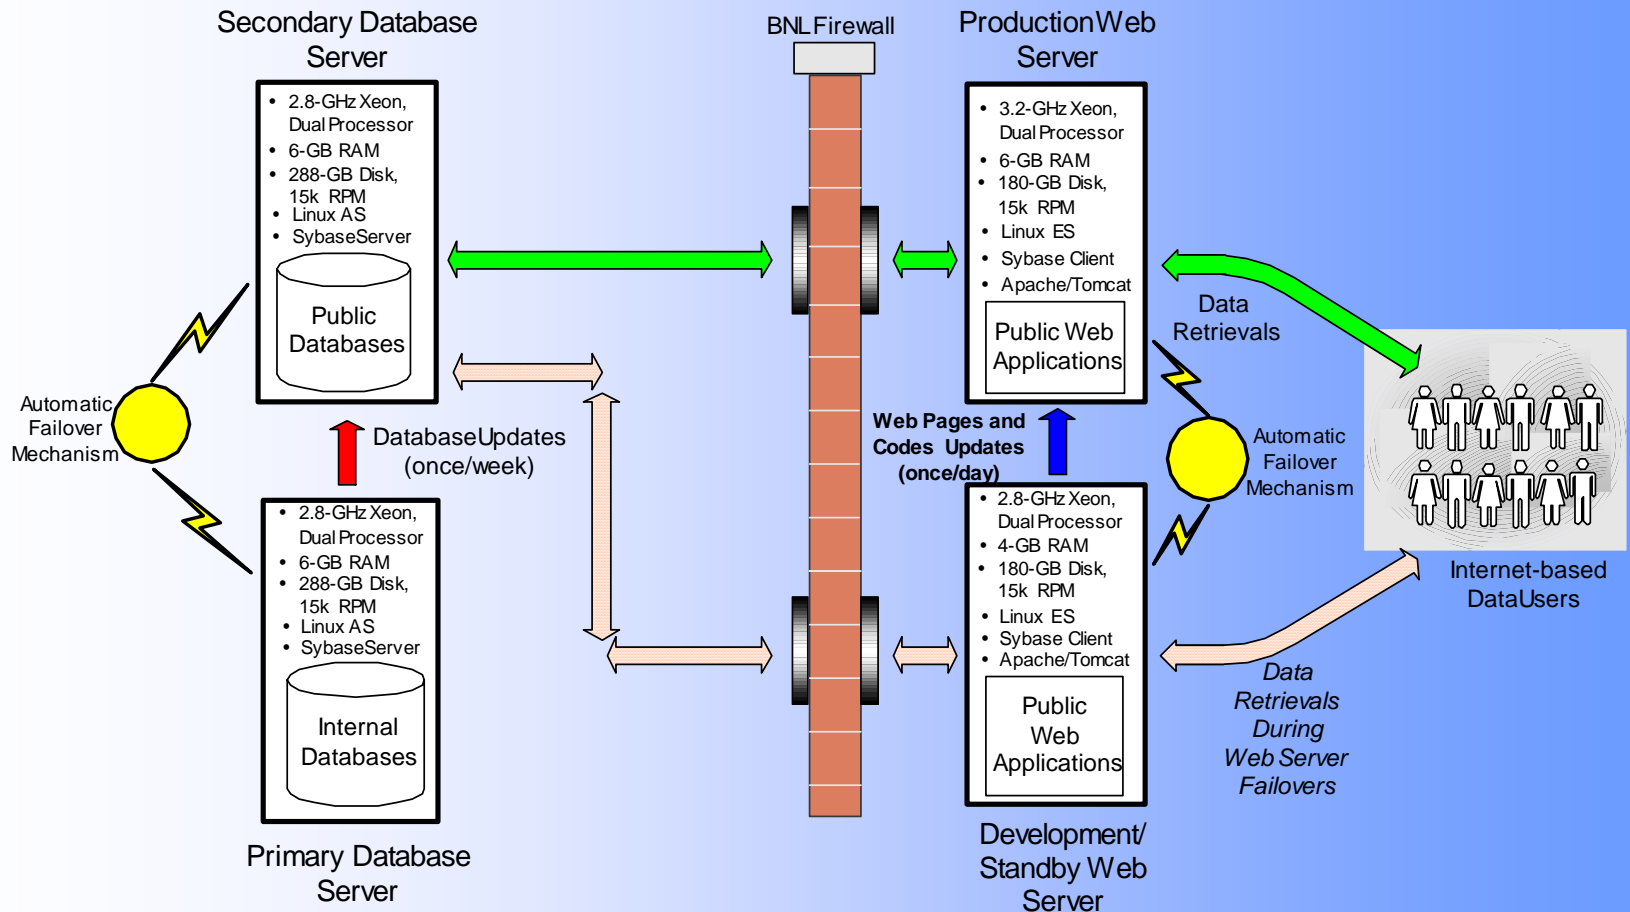 Secondary Database
Server
• 2.8-GHz Xeon,
Dual Processor
• 6-GB RAM
• 288-GB Disk,
15k RPM
• Linux AS
• SybaseServer
Public
Databases
Automatic
Failover
Mechanism
DatabaseUpdates
(once/week)
• 2.8-GHz Xeon,
Dual Processor
• 6-GB RAM
• 288-GB Disk,
15k RPM
• Linux AS
• SybaseServer
Internal
Databases
Primary Database
Server
BNL Firewall
Production Web
Server
• 3.2-GHz Xeon,
Dual Processor
• 6-GB RAM
• 180-GB Disk,
15k RPM
• Linux ES
• Sybase Client
• Apache/Tomcat
Public Web
Applications
Web Pages and
Codes Updates
(once/day)
• 2.8-GHz Xeon,
Dual Processor
• 4-GB RAM
• 180-GB Disk,
15k RPM
• Linux ES
• Sybase Client
• Apache/Tomcat
Public
Web
Applications
Development/
Standby Web
Server
Data
Retrievals
Automatic
Failover
Mechanism
Internet-based
DataUsers
Data
Retrievals
During
Web Server
Failovers